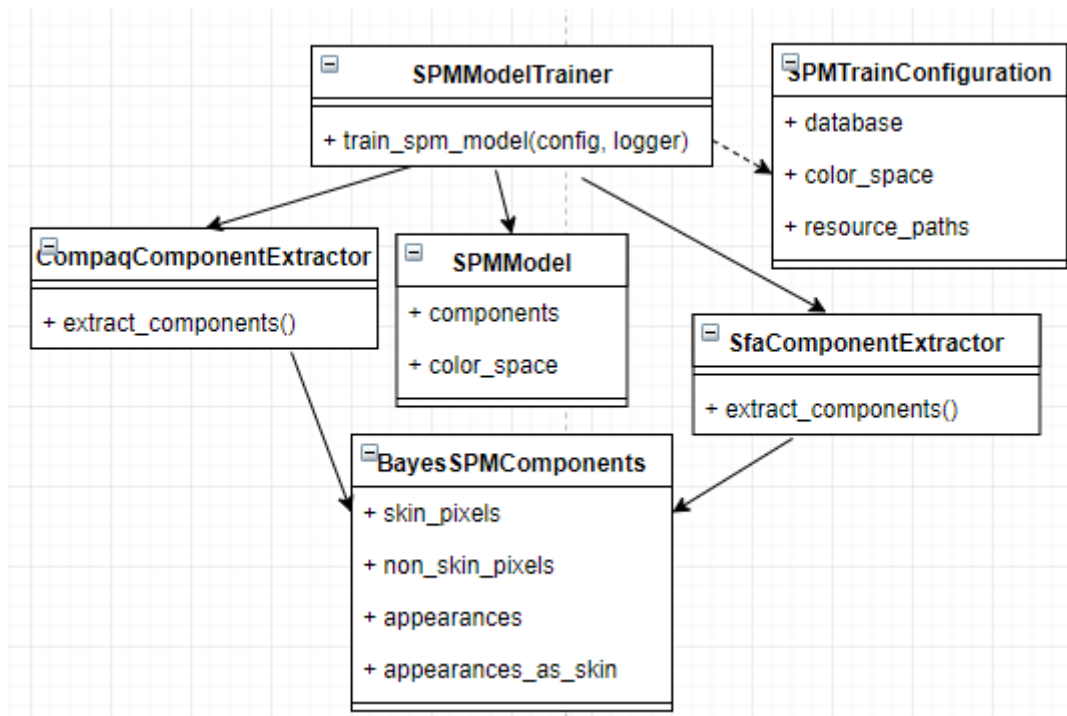 SPMModelTrainer
+ train_spm_model(config, logger)
SPMTrainConfiguration
+ database
+ color_space
+ resource_paths
CompaqComponentExtractor
+ extract_components()
SPMModel
+ components
+ color_space
SfaComponentExtractor
+ extract_components()
BayesSPMComponents
+ skin_pixels
+ non_skin_pixels
+ appearances
+ appearances_as_skin